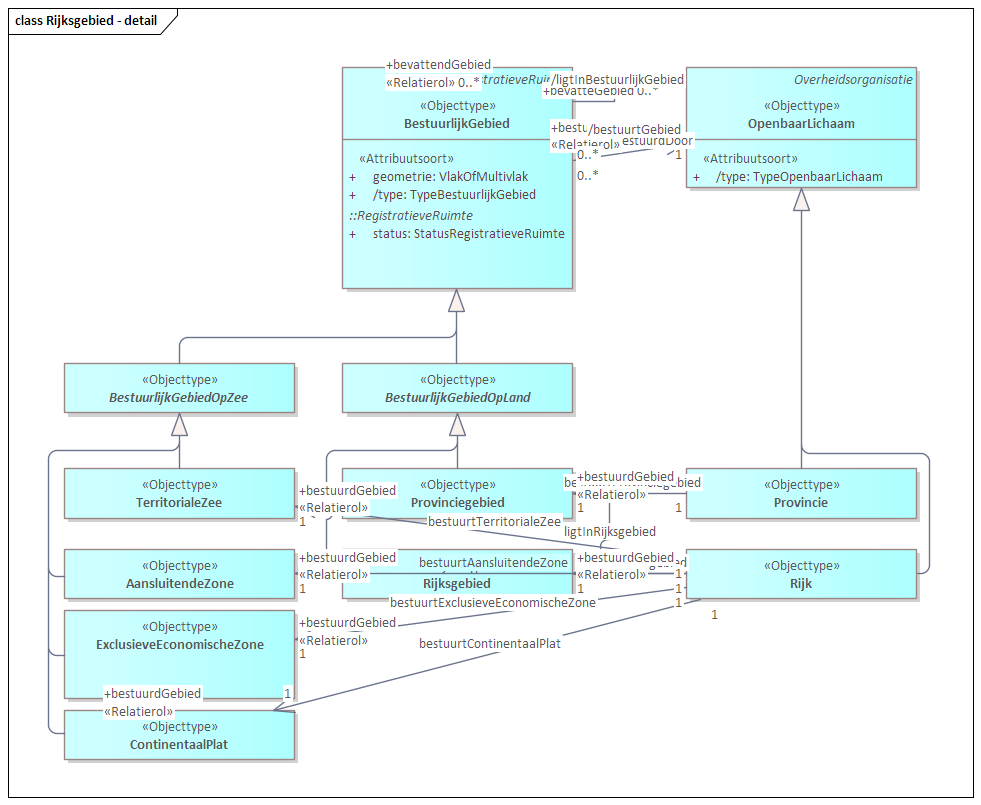 class Rijksgebied - detail
+bevattendGebied
«Relatierol» 0..*
/ligtInBestuurlijkGebied
+bevatteGebied 0..*
«Objecttype»
BestuurlijkGebied
«Attribuutsoort»
+ geometrie: VlakOfMultivlak
+ /type: TypeBestuurlijkGebied
::RegistratieveRuimte
+ status: StatusRegistratieveRuimte
/bestuurtGebied
«Relatierol»
0..*
1
0..*
Overheidsorganisatie
«Objecttype»
OpenbaarLichaam
«Attribuutsoort»
+ /type: TypeOpenbaarLichaam
«Objecttype»
BestuurlijkGebiedOpZee
«Objecttype»
BestuurlijkGebiedOpLand
«Objecttype»
TerritorialeZee
+bestuurdGebied
«Relatierol»
1
«Objecttype»
Provinciegebied
+bestuurdGebied
«Relatierol»
1
1
«Objecttype»
Provincie
bestuurtTerritorialeZee
ligtInRijksgebied
«Objecttype»
AansluitendeZone
+bestuurdGebied
«Relatierol»
1
bestuurtAansluitendeZone
Rijksgebied
+bestuurdGebied
«Relatierol»
1
1
1
1
1
«Objecttype»
Rijk
bestuurtExclusieveEconomischeZone
«Objecttype»
ExclusieveEconomischeZone
+bestuurdGebied
«Relatierol»
1
bestuurtContinentaalPlat
+bestuurdGebied
1
«Relatierol»
«Objecttype»
ContinentaalPlat